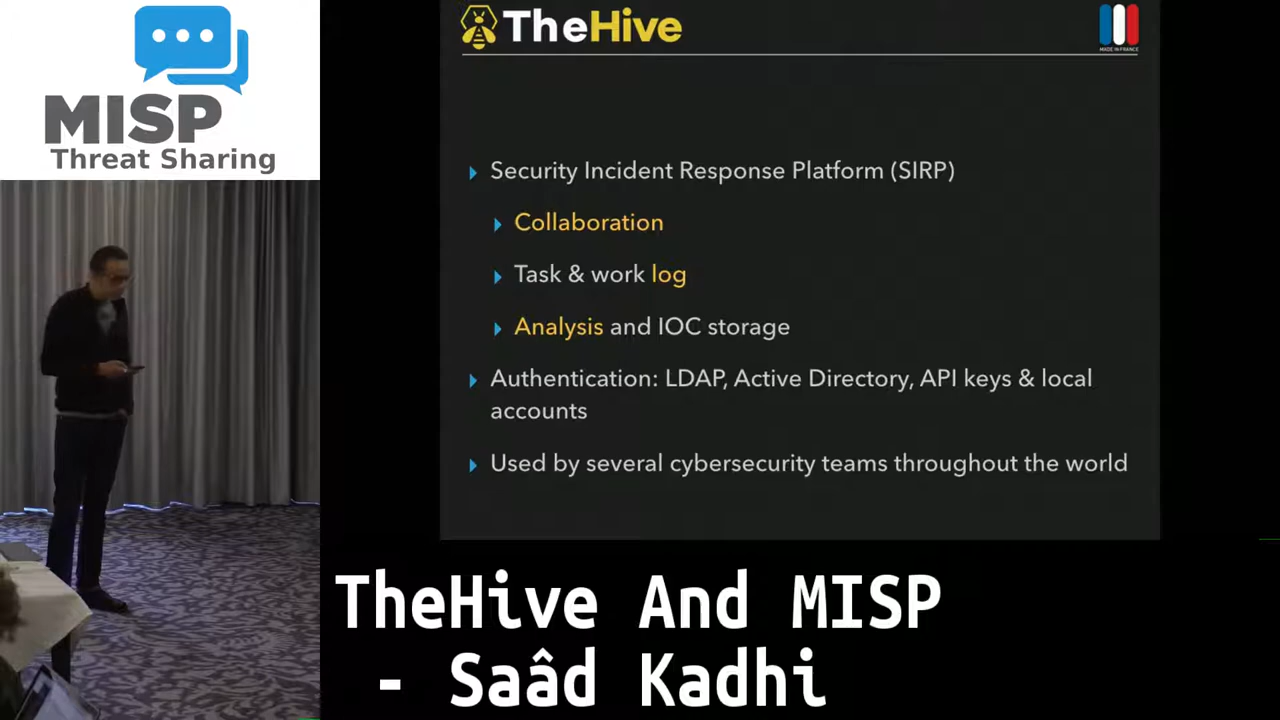 MISP
Threat Sharing
TheHive
MADE IN FRANCE
Security Incident Response Platform (SIRP)
Collaboration
Task & work log
Analysis and IOC storage
Authentication: LDAP, Active Directory, API keys & local
accounts
Used by several cybersecurity teams throughout the world
TheHive And MISP
- Saâd Kadhi